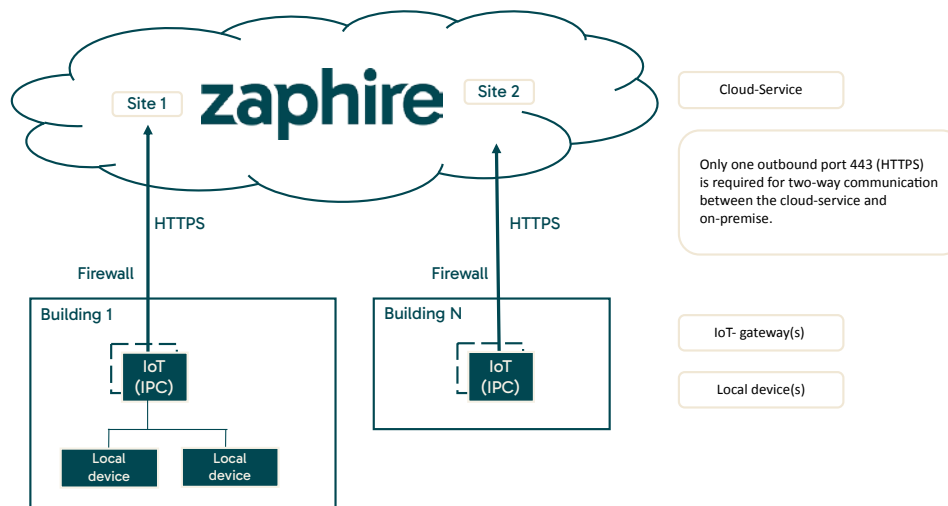 Site 1
zaphire
Site 2
Cloud-Service
Only one outbound port 443 (HTTPS)
is required for two-way communication
between the cloud-service and
on-premise.
HTTPS
HTTPS
Firewall
Firewall
Building 1
Building N
IoT- gateway(s)
IoT
(IPC)
IoT
(IPC)
Local device(s)
Local
device
Local
device